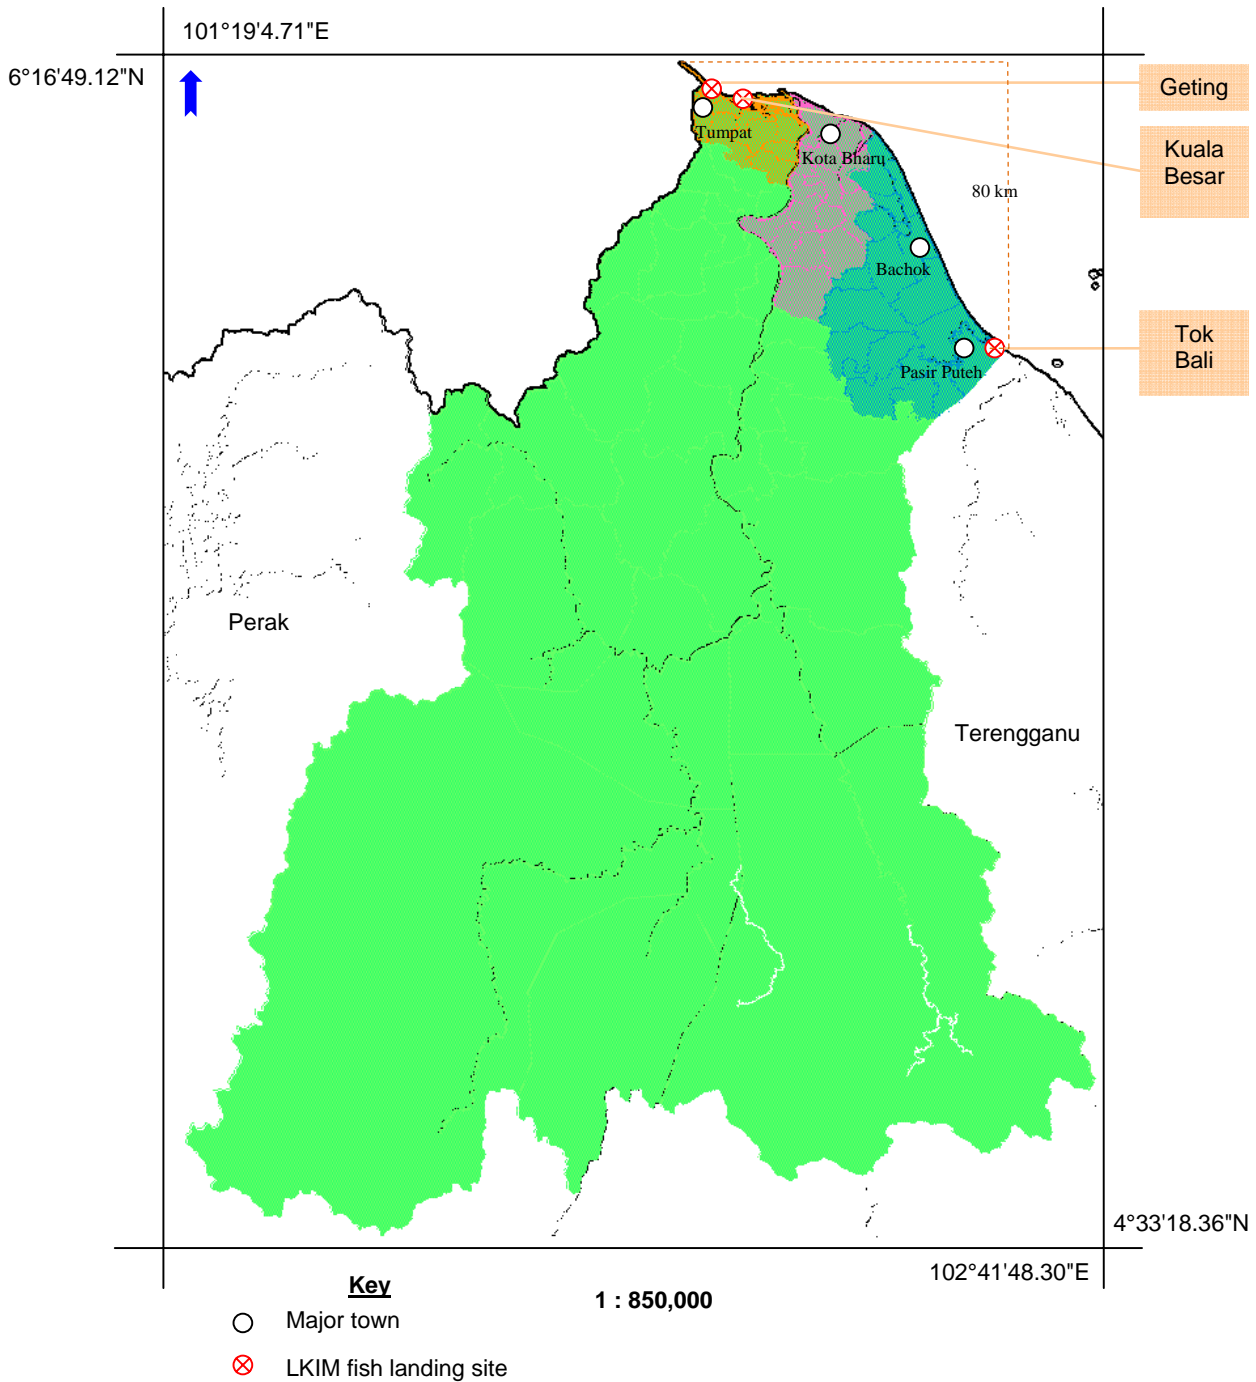 101°19'4.71"E
6°16'49.12"N
Geting
Tumpat
Kota Bharu
Kuala
Besar
80 km
Bachok
Tok
Bali
Pasir Puteh
Perak
Terengganu
4°33'18.36"N
102°41'48.30"E
Key
1 : 850,000
Major town
LKIM fish landing site